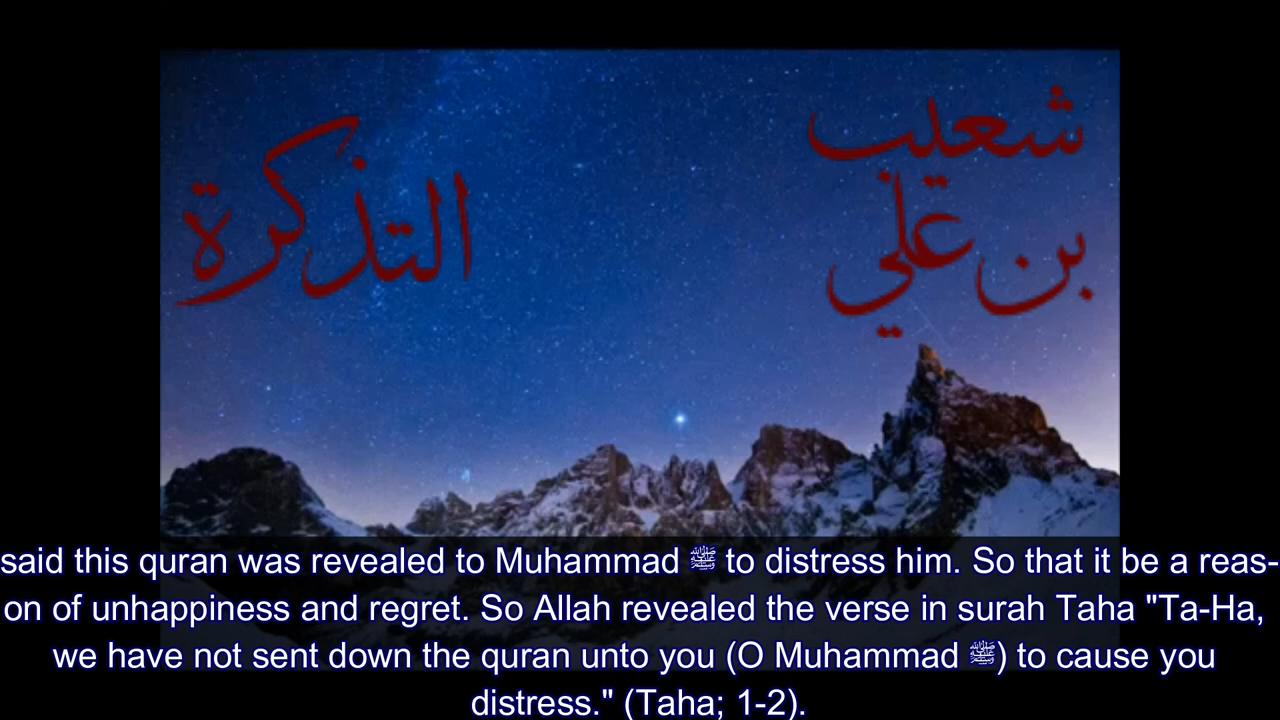 شعيب
بن علي
التذكرة
said this quran was revealed to Muhammad ﷺ to distress him. So that it be a reas-
on of unhappiness and regret. So Allah revealed the verse in surah Taha "Ta-Ha,
we have not sent down the quran unto you (O Muhammad ﷺ) to cause you
distress." (Taha; 1-2).